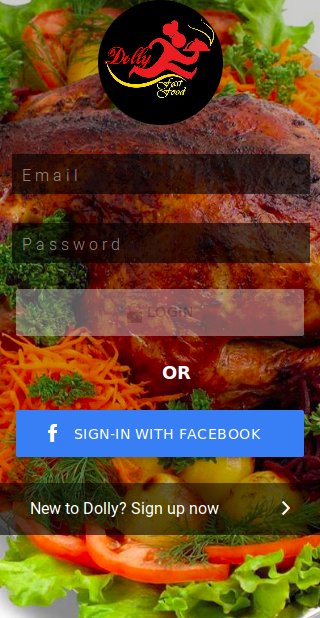 Dolly
Fast
Food
Email
Password
LOGIN
OR
SIGN-IN WITH FACEBOOK
New to Dolly? Sign up now